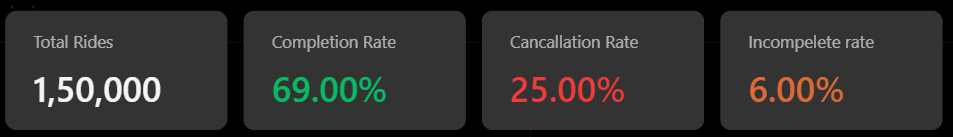 Total Rides
1,50,000
Completion Rate
69.00%
Cancallation Rate
25.00%
Incompelete rate
6.00%